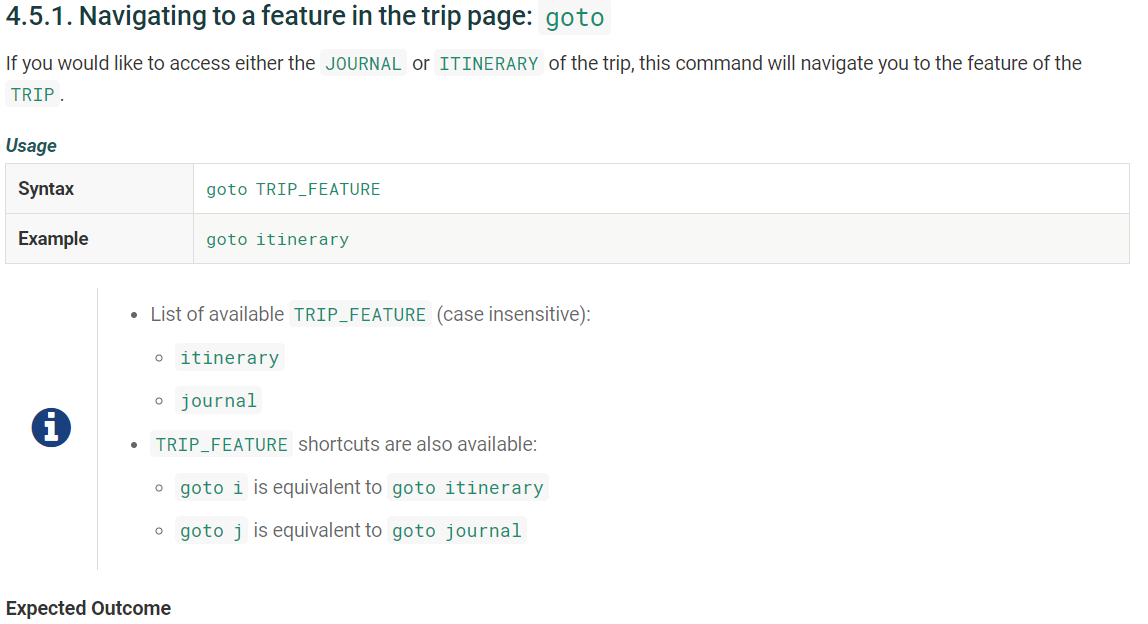 4.5.1. Navigating to a feature in the trip page: goto
If you would like to access either the JOURNAL or ITINERARY of the trip, this command will navigate you to the feature of the
TRIP.
Usage
Syntax goto TRIP_FEATURE
Example goto itinerary
List of available TRIP_FEATURE (case insensitive):
itinerary
journal
TRIP_FEATURE shortcuts are also available:
goto i is equivalent to goto itinerary
goto j is equivalent to goto journal
Expected Outcome